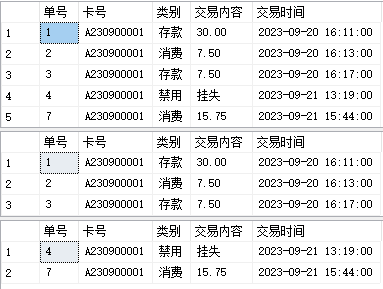 单号 卡号 类别 交易内容 交易时间
1 1 A230900001 存款 30.00 2023-09-20 16:11:00
2 2 A230900001 消费 7.50 2023-09-20 16:13:00
3 3 A230900001 存款 7.50 2023-09-20 16:17:00
4 4 A230900001 禁用 挂失 2023-09-21 13:19:00
5 7 A230900001 消费 15.75 2023-09-21 15:44:00
单号 卡号 类别 交易内容 交易时间
1 1 A230900001 存款 30.00 2023-09-20 16:11:00
2 2 A230900001 消费 7.50 2023-09-20 16:13:00
3 3 A230900001 存款 7.50 2023-09-20 16:17:00
单号 卡号 类别 交易内容 交易时间
1 4 A230900001 禁用 挂失 2023-09-21 13:19:00
2 7 A230900001 消费 15.75 2023-09-21 15:44:00